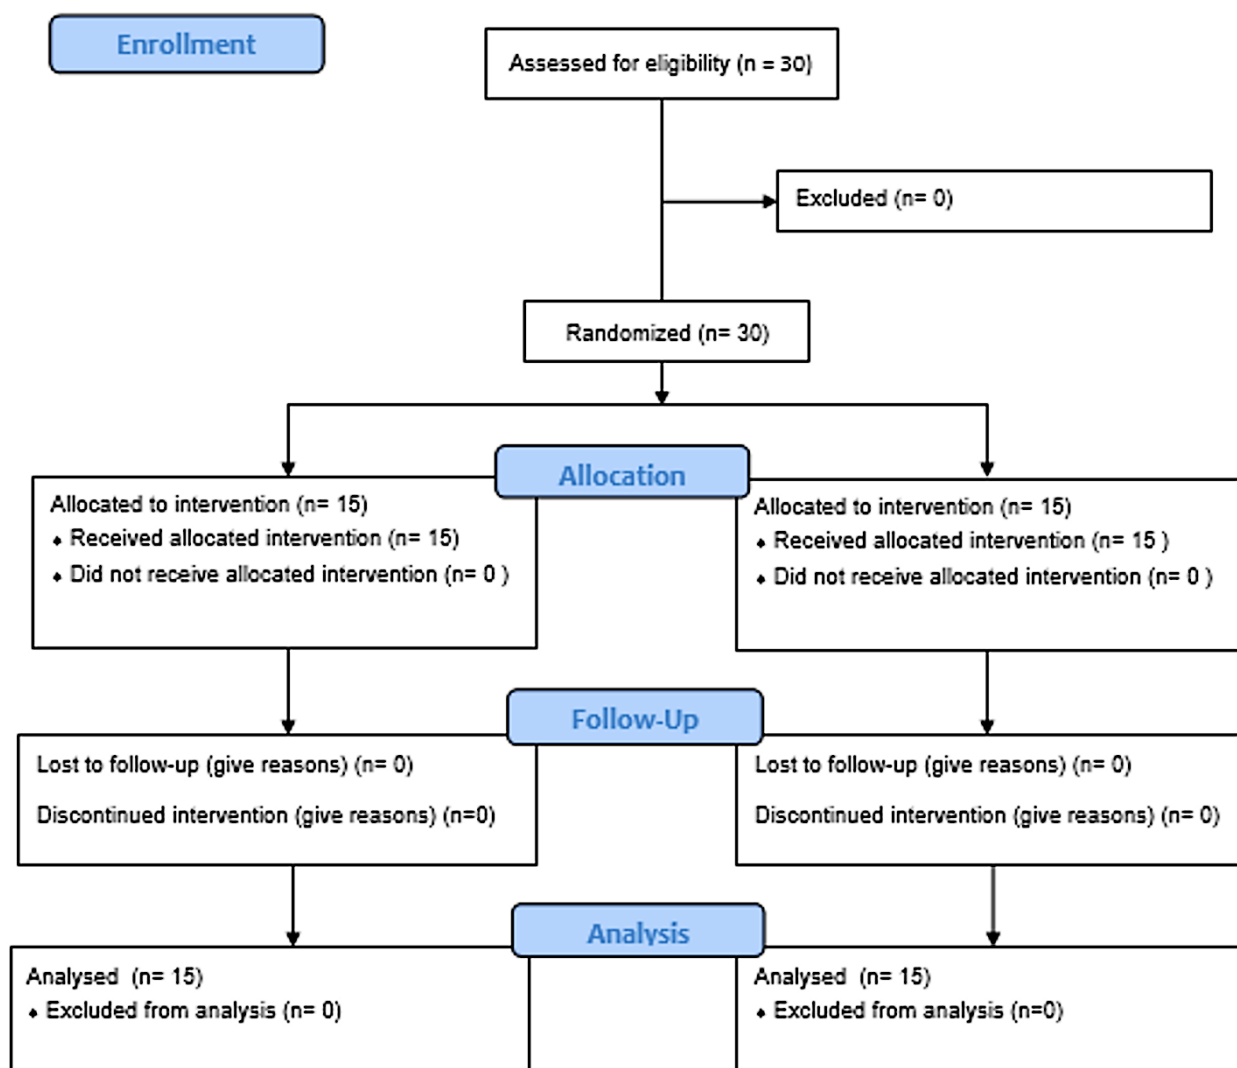 Enrollment
Assessed for eligibility (n = 30)
Excluded (n= 0)
Randomized (n= 30)
Allocation
Allocated to intervention (n= 15)
⬧ Received allocated intervention (n= 15)
⬧ Did not receive allocated intervention (n= 0 )
Allocated to intervention (n= 15)
⬧ Received allocated intervention (n= 15 )
⬧ Did not receive allocated intervention (n= 0 )
Follow-Up
Lost to follow-up (give reasons) (n= 0)
Discontinued intervention (give reasons) (n=0)
Lost to follow-up (give reasons) (n= 0)
Discontinued intervention (give reasons) (n= 0)
Analysis
Analysed (n= 15)
⬧ Excluded from analysis (n= 0)
Analysed (n= 15)
⬧ Excluded from analysis (n=0)